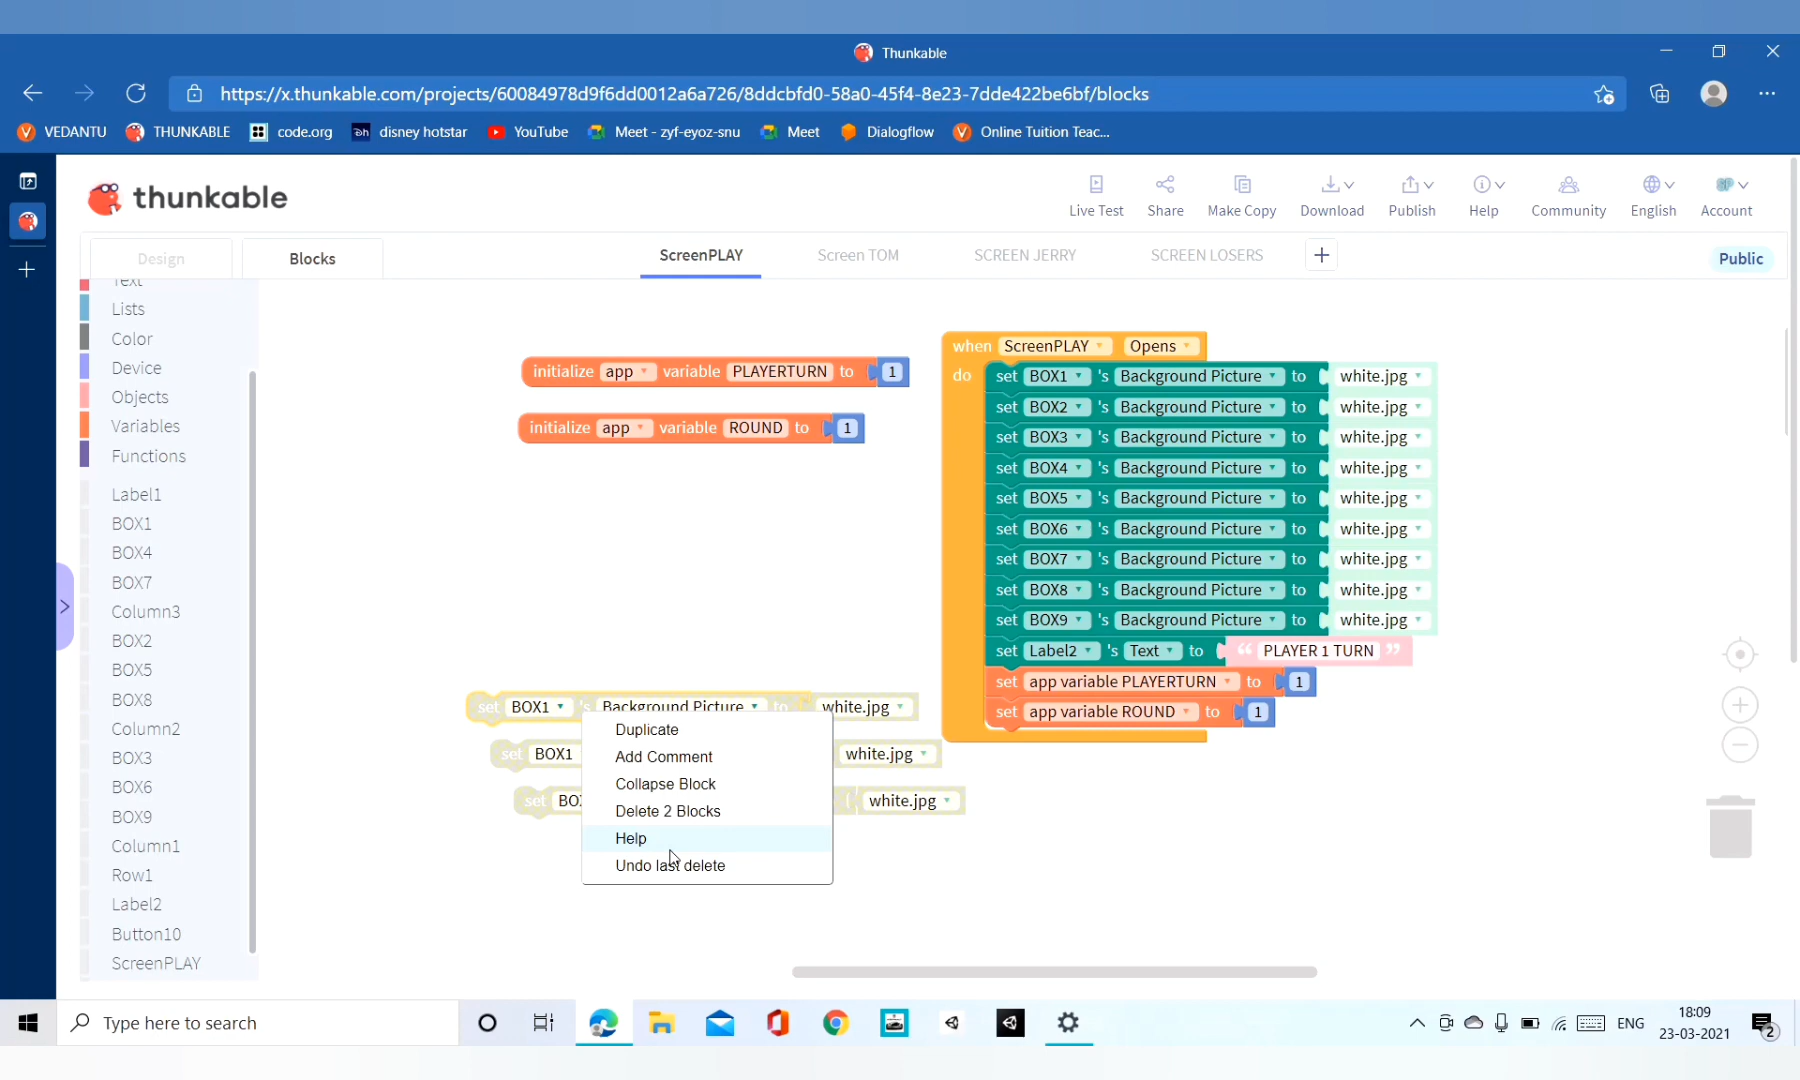 Thunkable
https://x.thunkable.com/projects/60084978d9f6dd0012a6a726/8ddcbfd0-58a0-45f4-8e23-7dde422be6bf/blocks
VEDANTU THUNKABLE code.org disney hotstar YouTube Meet - zyf-eyoz-snu Meet Dialogflow Online Tuition Teac...
thunkable
Live Test Share Make Copy Download Publish Help Community English Account
Design Blocks ScreenPLAY Screen TOM SCREEN JERRY SCREEN LOSERS + Public
Text
Lists
Color
Device
Objects
Variables
Functions
Label1
BOX1
BOX4
BOX7
Column3
BOX2
BOX5
BOX8
Column2
BOX3
BOX6
BOX9
Column1
Row1
Label2
Button10
ScreenPLAY
initialize app variable PLAYERTURN to 1
initialize app variable ROUND to 1
when ScreenPLAY Opens
do set BOX1 's Background Picture to white.jpg
set BOX2 's Background Picture to white.jpg
set BOX3 's Background Picture to white.jpg
set BOX4 's Background Picture to white.jpg
set BOX5 's Background Picture to white.jpg
set BOX6 's Background Picture to white.jpg
set BOX7 's Background Picture to white.jpg
set BOX8 's Background Picture to white.jpg
set BOX9 's Background Picture to white.jpg
set Label2 's Text to “ PLAYER 1 TURN ”
set app variable PLAYERTURN to 1
set app variable ROUND to 1
set BOX1 's Background Picture to white.jpg
set BOX1 white.jpg
set white.jpg
Duplicate
Add Comment
Collapse Block
Delete 2 Blocks
Help
Undo last delete
Type here to search
ENG
18:09
23-03-2021
2